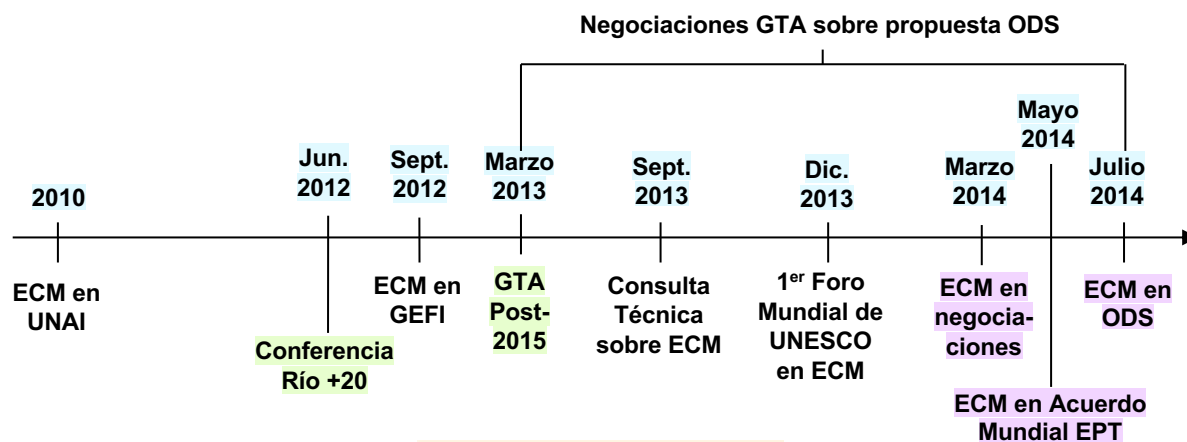 Negociaciones GTA sobre propuesta ODS
2010
ECM en
UNAI
Jun.
2012
Conferencia
Río +20
Sept.
2012
ECM en
GEFI
Marzo
2013
GTA
Post-
2015
Sept.
2013
Consulta
Técnica
sobre ECM
Dic.
2013
1er Foro
Mundial de
UNESCO
en ECM
Marzo
2014
ECM en
negocia-
ciones
Mayo
2014
ECM en Acuerdo
Mundial EPT
Julio
2014
ECM en
ODS